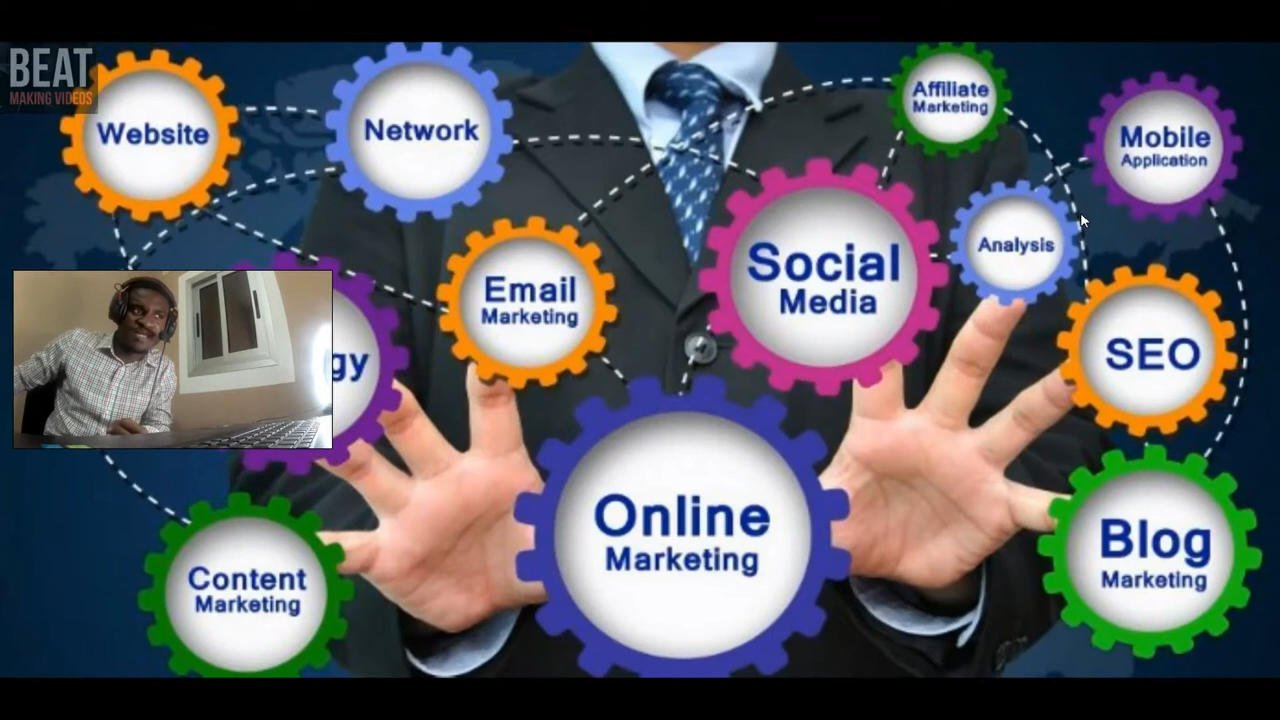 BEAT
MAKING VIDEOS
Website
Network
Affiliate
Marketing
Mobile
Application
Social
Media
Analysis
Email
Marketing
SEO
gy
Online
Marketing
Blog
Marketing
Content
Marketing